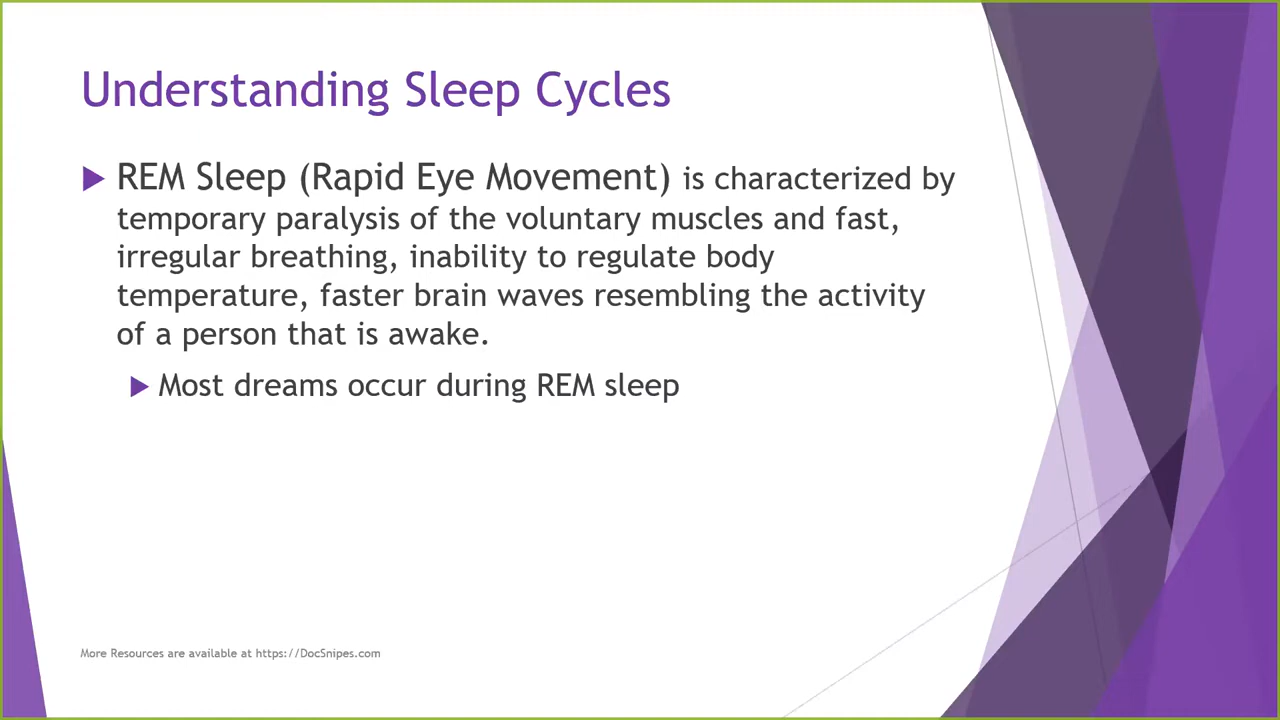 Understanding Sleep Cycles
REM Sleep (Rapid Eye Movement) is characterized by
temporary paralysis of the voluntary muscles and fast,
irregular breathing, inability to regulate body
temperature, faster brain waves resembling the activity
of a person that is awake.
Most dreams occur during REM sleep
More Resources are available at https://DocSnipes.com